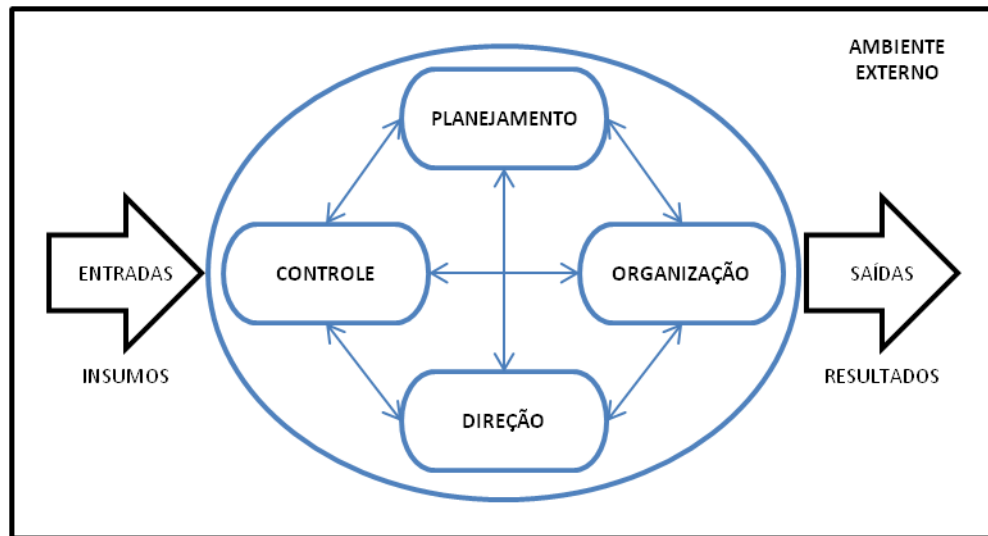 AMBIENTE
EXTERNO
PLANEJAMENTO
ENTRADAS
CONTROLE
ORGANIZAÇÃO
SAÍDAS
INSUMOS
RESULTADOS
DIREÇÃO